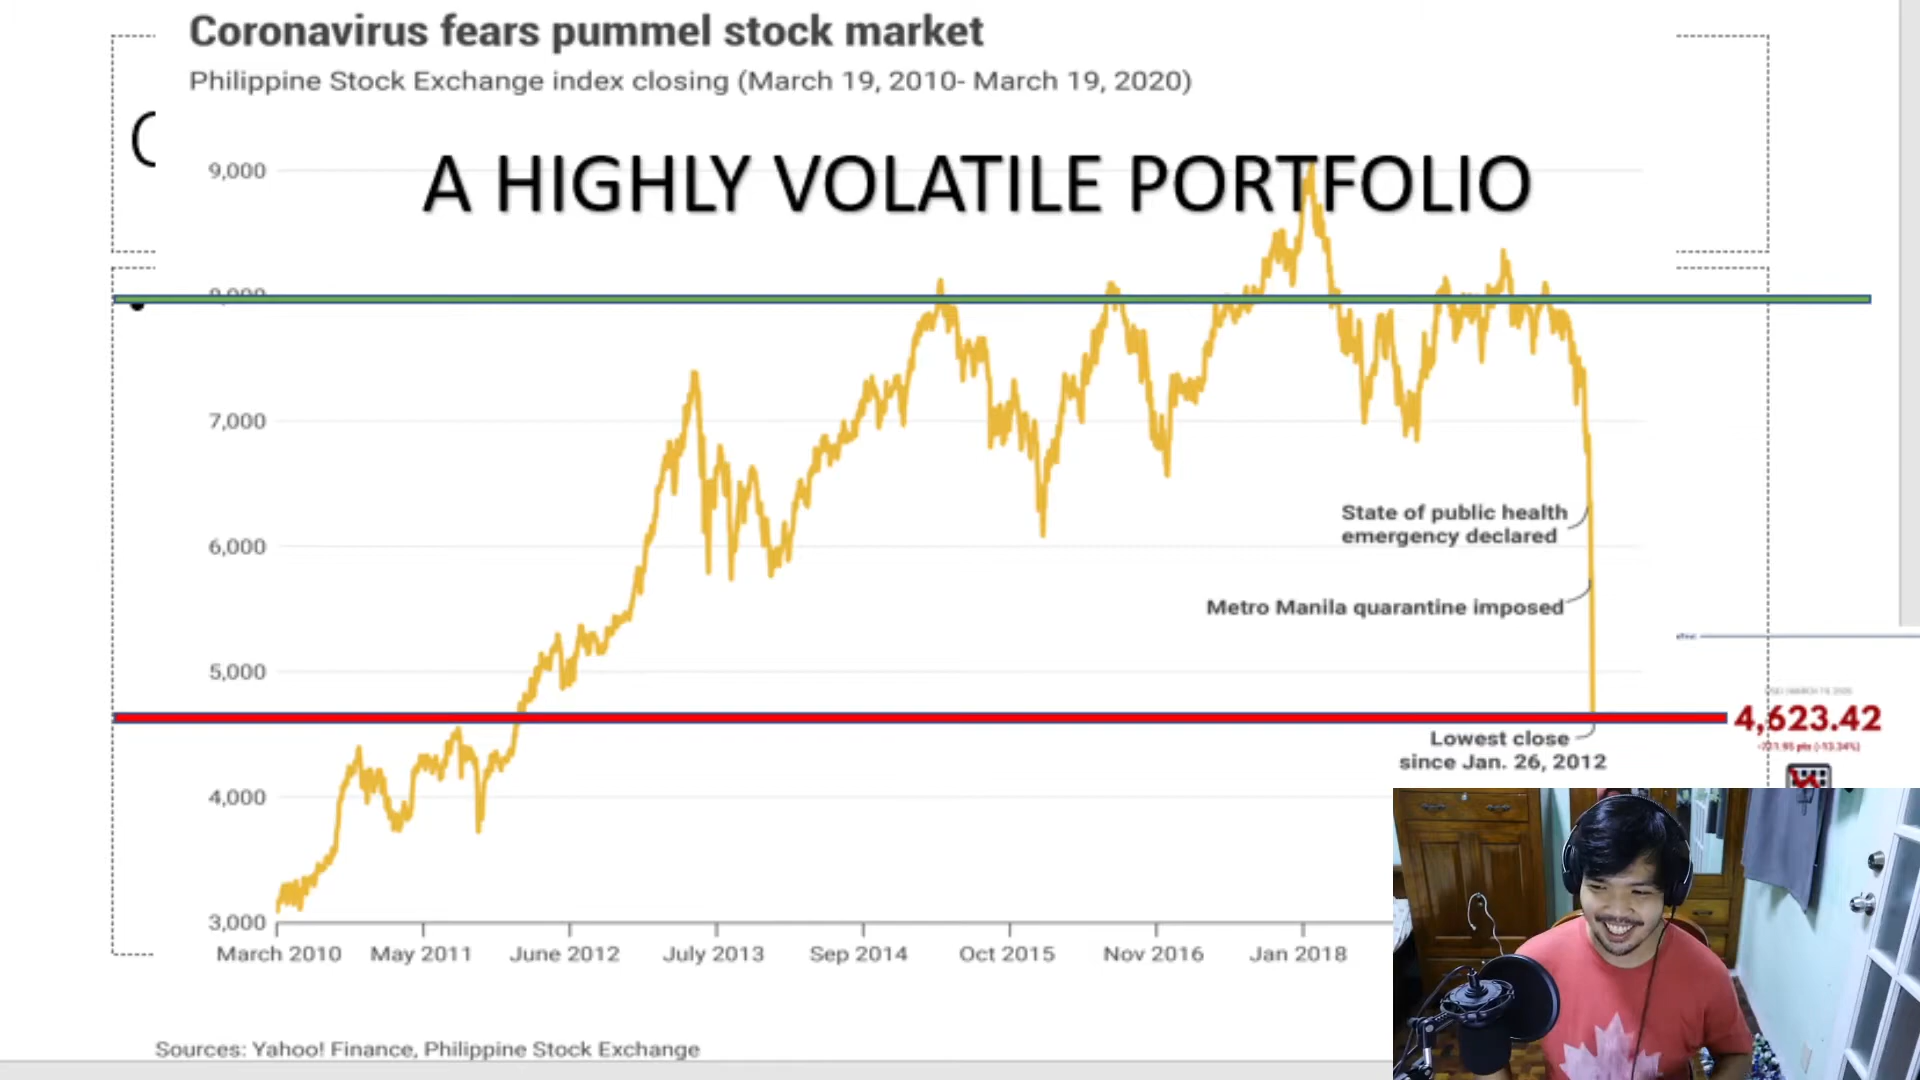 Coronavirus fears pummel stock market
Philippine Stock Exchange index closing (March 19, 2010- March 19, 2020)
A HIGHLY VOLATILE PORTFOLIO
9,000
8,000
7,000
6,000
5,000
4,000
3,000
State of public health
emergency declared
Metro Manila quarantine imposed
4,623.42
Lowest close
since Jan. 26, 2012
March 2010 May 2011 June 2012 July 2013 Sep 2014 Oct 2015 Nov 2016 Jan 2018
Sources: Yahoo! Finance, Philippine Stock Exchange